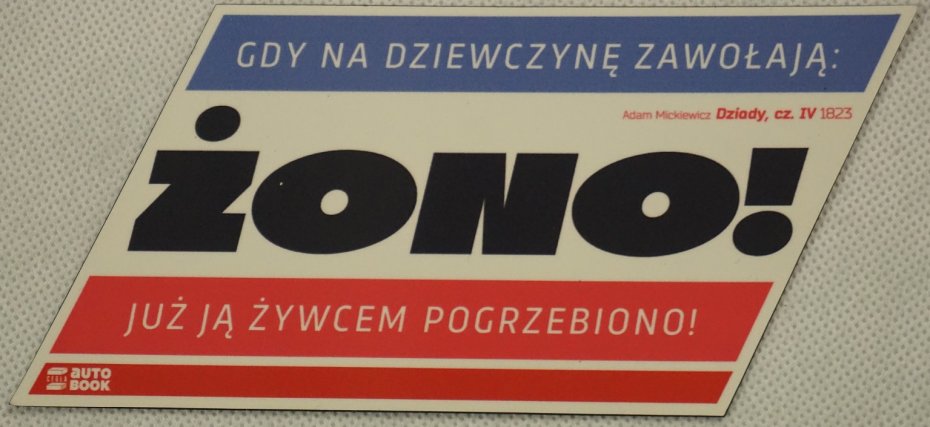 GDY NA DZIEWCZYNĘ ZAWOŁAJĄ:
Adam Mickiewicz Dziady, cz. IV 1823
ŻONO!
JUŻ JĄ ŻYWCEM POGRZEBIONO!
AUTO
BOOK